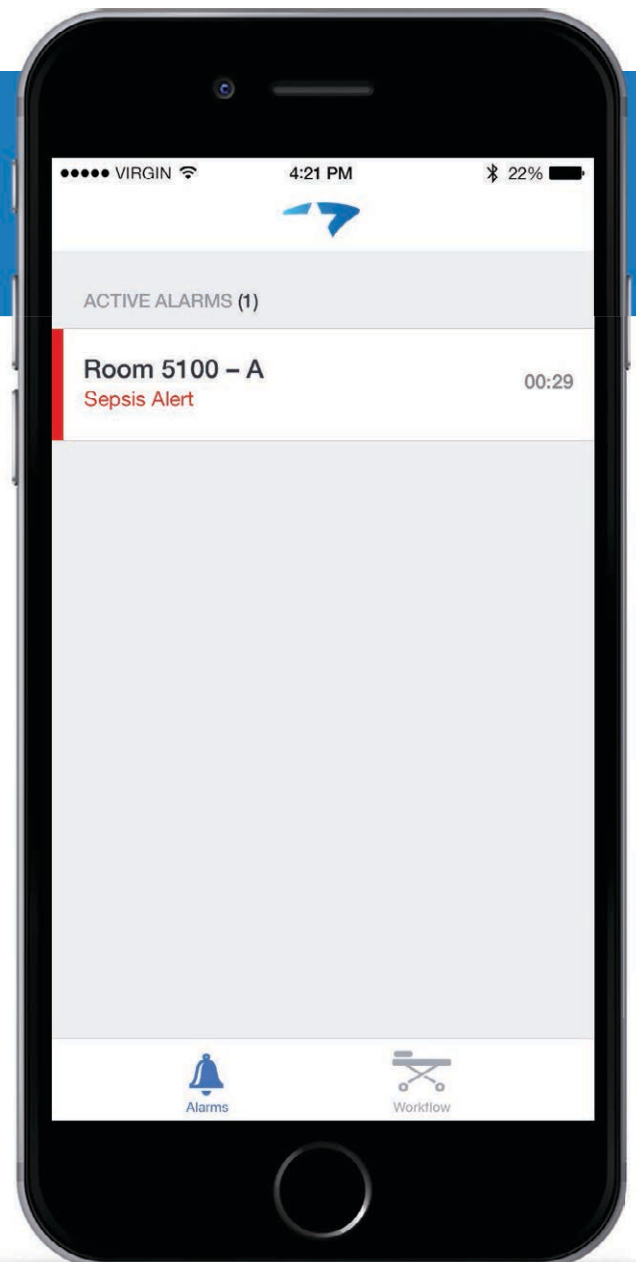 ●●●●● VIRGIN 4:21 PM 22%
ACTIVE ALARMS (1)
Room 5100 – A
00:29
Sepsis Alert
Alarms Workflow